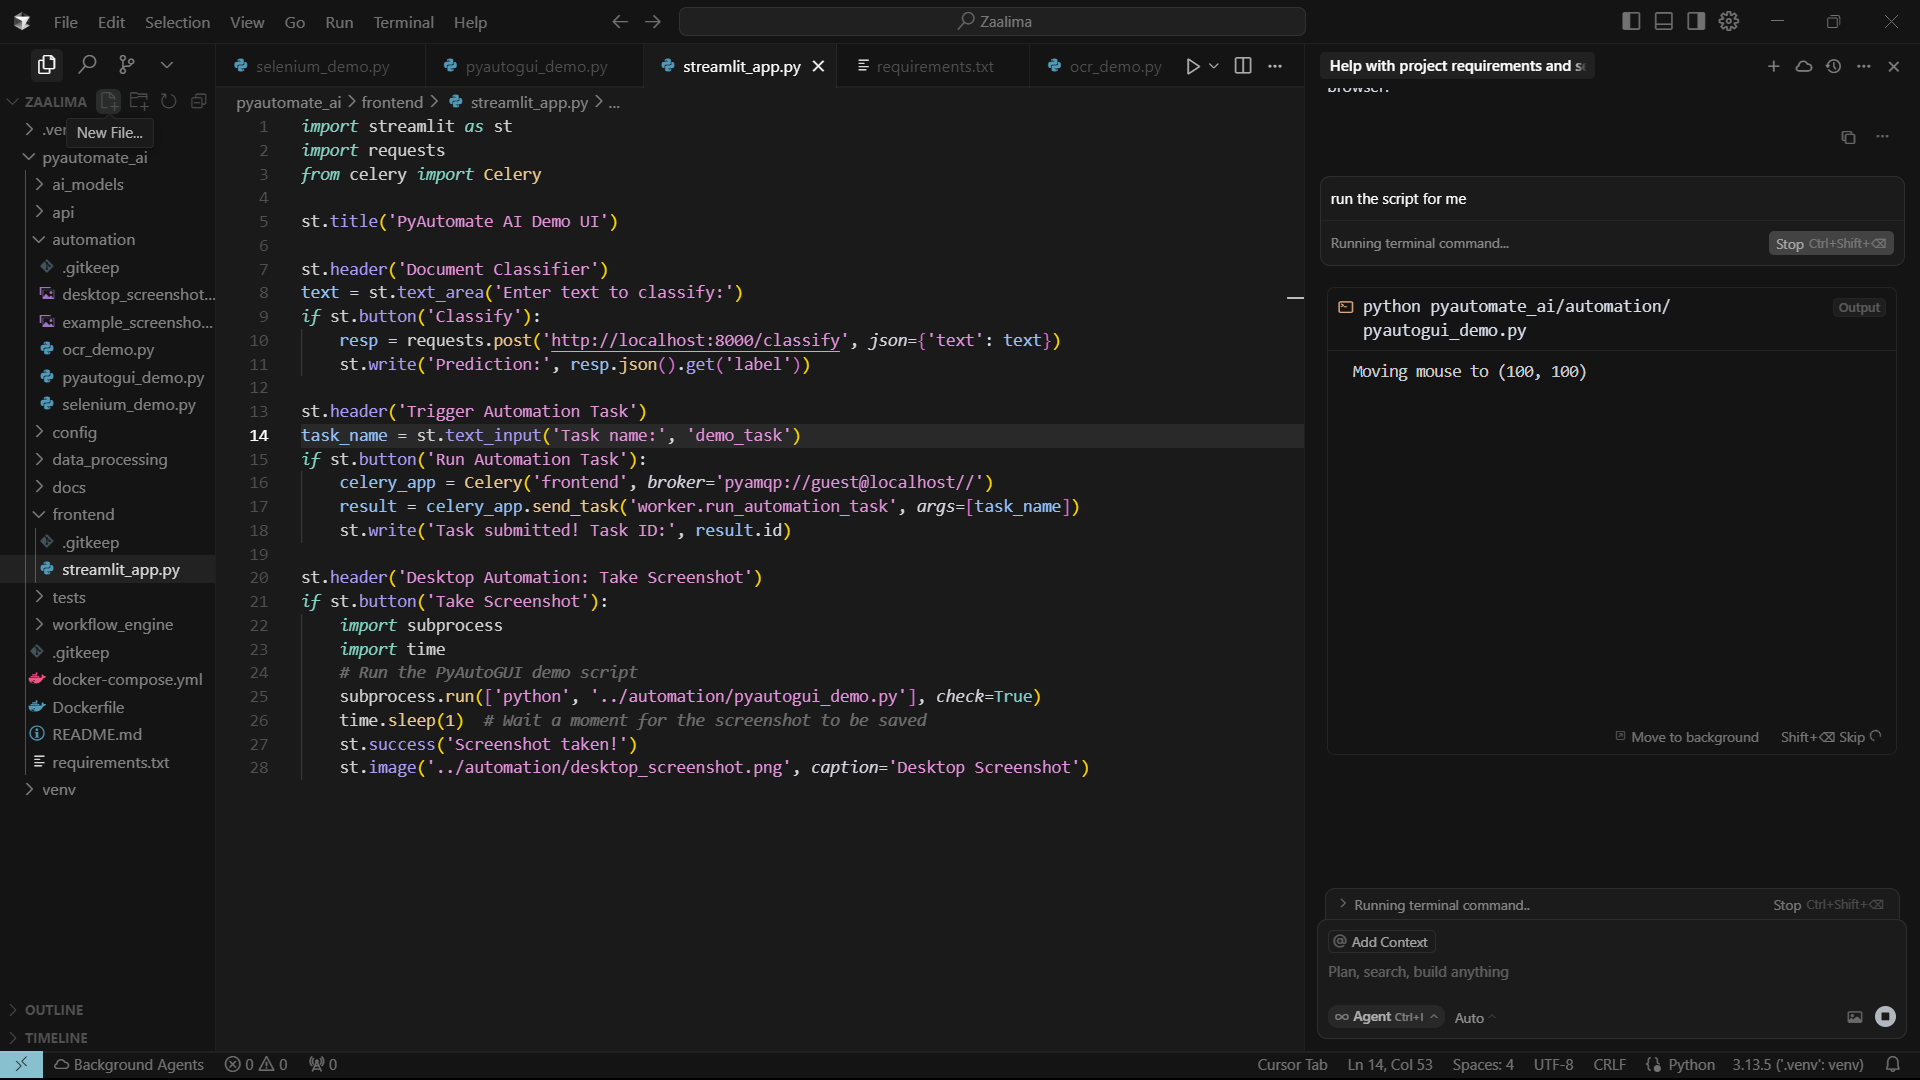 File Edit Selection View Go Run Terminal Help
Zaalima
selenium_demo.py
pyautogui_demo.py
streamlit_app.py
requirements.txt
ocr_demo.py
ZAALIMA
New File...
pyautomate_ai
ai_models
api
automation
.gitkeep
desktop_screenshot...
example_screensho...
ocr_demo.py
pyautogui_demo.py
selenium_demo.py
config
data_processing
docs
frontend
.gitkeep
streamlit_app.py
tests
workflow_engine
.gitkeep
docker-compose.yml
Dockerfile
README.md
requirements.txt
venv
OUTLINE
TIMELINE
pyautomate_ai > frontend > streamlit_app.py > ...
1 import streamlit as st
2 import requests
3 from celery import Celery
4
5 st.title('PyAutomate AI Demo UI')
6
7 st.header('Document Classifier')
8 text = st.text_area('Enter text to classify:')
9 if st.button('Classify'):
10 resp = requests.post('http://localhost:8000/classify', json={'text': text})
11 st.write('Prediction:', resp.json().get('label'))
12
13 st.header('Trigger Automation Task')
14 task_name = st.text_input('Task name:', 'demo_task')
15 if st.button('Run Automation Task'):
16 celery_app = Celery('frontend', broker='pyamqp://guest@localhost//')
17 result = celery_app.send_task('worker.run_automation_task', args=[task_name])
18 st.write('Task submitted! Task ID:', result.id)
19
20 st.header('Desktop Automation: Take Screenshot')
21 if st.button('Take Screenshot'):
22 import subprocess
23 import time
24 # Run the PyAutoGUI demo script
25 subprocess.run(['python', '../automation/pyautogui_demo.py'], check=True)
26 time.sleep(1) # Wait a moment for the screenshot to be saved
27 st.success('Screenshot taken!')
28 st.image('../automation/desktop_screenshot.png', caption='Desktop Screenshot')
Help with project requirements and s
browser.
run the script for me
Running terminal command...
Stop Ctrl+Shift+⌫
python pyautomate_ai/automation/
pyautogui_demo.py
Output
Moving mouse to (100, 100)
Move to background Shift+⌫ Skip
Running terminal command.. Stop Ctrl+Shift+⌫
@ Add Context
Plan, search, build anything
∞ Agent Ctrl+I Auto
Background Agents 0 0 0
Cursor Tab Ln 14, Col 53 Spaces: 4 UTF-8 CRLF Python 3.13.5 ('.venv': venv)